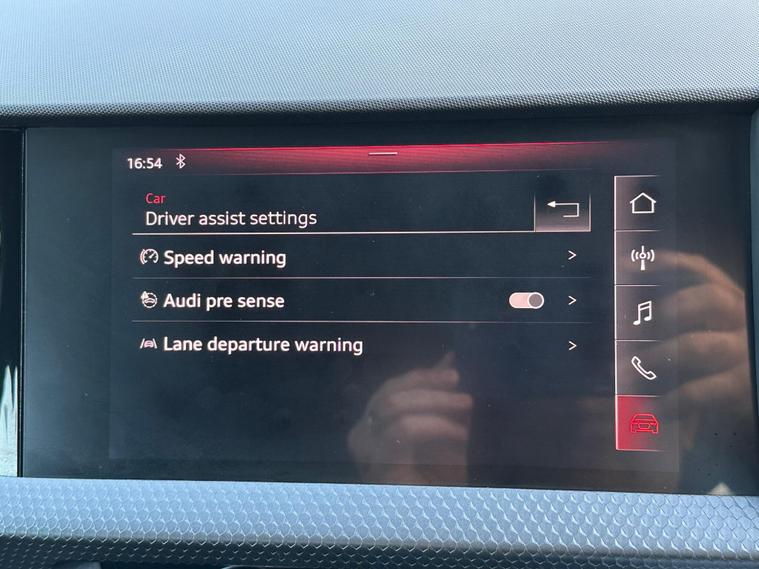 16:54
Car
Driver assist settings
Speed warning
Audi pre sense
Lane departure warning